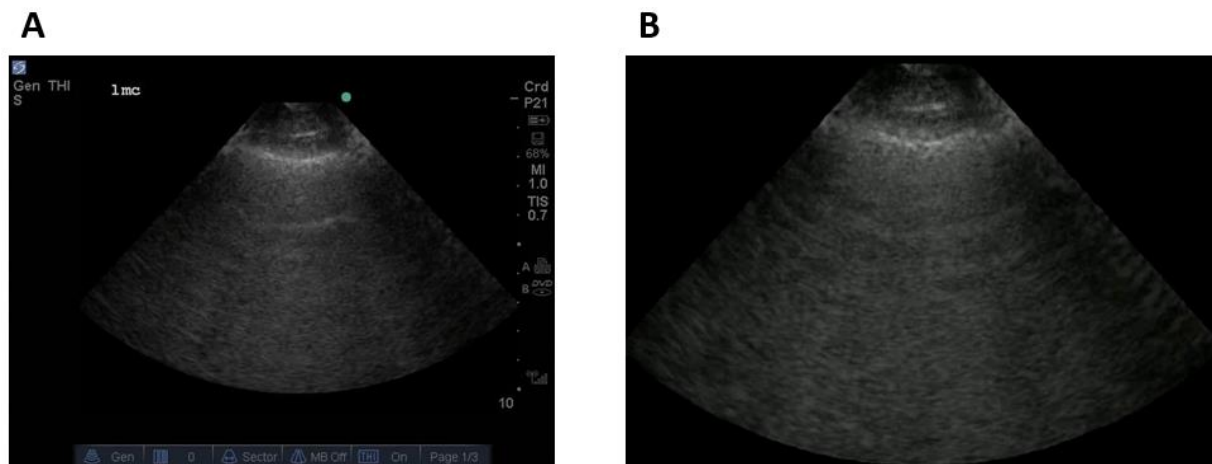 A
B
Gen THI
S
lmc
Crd
P21
68%
MI
1.0
TIS
0.7
A
B DVD
10
Gen
0
Sector
MB Off
THI On
Page 1/3